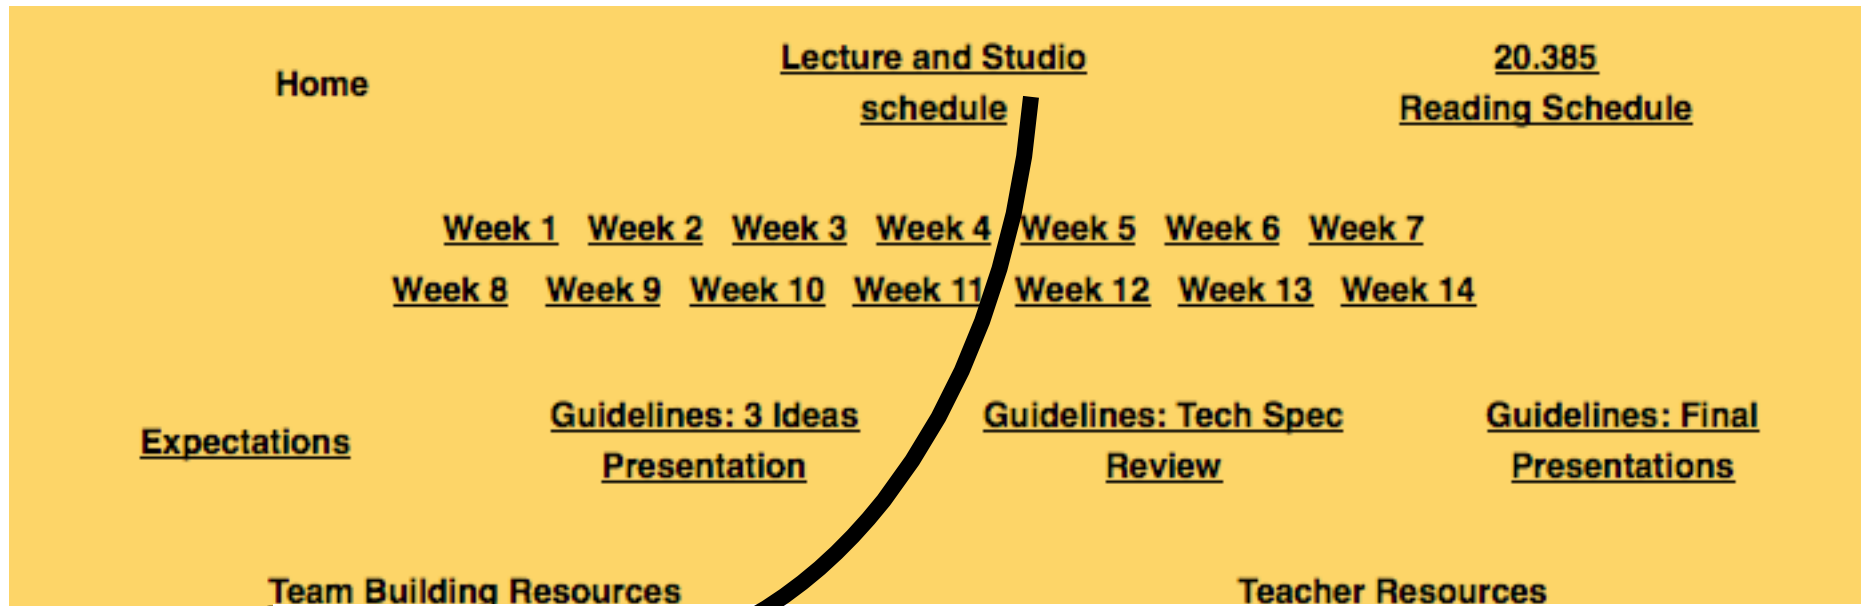 Home
Lecture and Studio
schedule
20.385
Reading Schedule
Week 1 Week 2 Week 3 Week 4 Week 5 Week 6 Week 7
Week 8 Week 9 Week 10 Week 11 Week 12 Week 13 Week 14
Expectations
Guidelines: 3 Ideas
Presentation
Guidelines: Tech Spec
Review
Guidelines: Final
Presentations
Team Building Resources
Teacher Resources